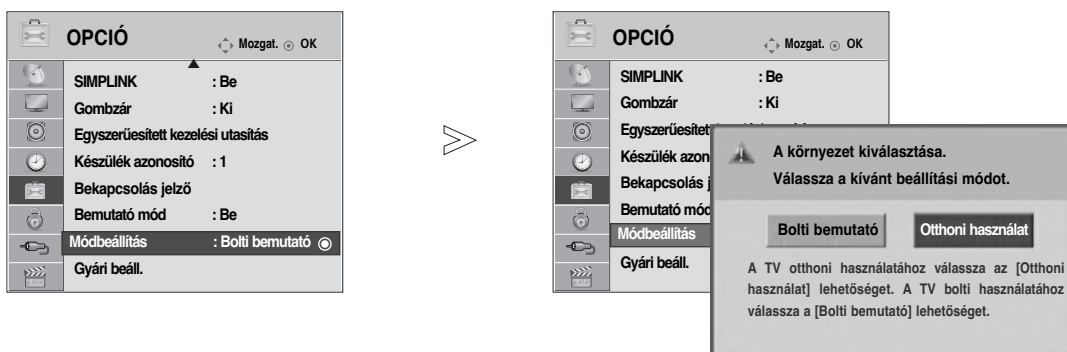 OPCIÓ
Mozgat. OK
SIMPLINK : Be
Gombzár : Ki
Egyszerűesített kezelési utasítás
Készülék azonosító : 1
Bekapcsolás jelző
Bemutató mód : Be
Módbeállítás : Bolti bemutató
Gyári beáll.
OPCIÓ
Mozgat. OK
SIMPLINK : Be
Gombzár : Ki
Készülék azon
Bekapcsolás j
Bemutató mód
Módbeállítás
Gyári beáll.
A környezet kiválasztása.
Válassza a kívánt beállítási módot.
Bolti bemutató Otthoni használat
A TV otthoni használatához válassza az [Otthoni
használat] lehetőséget. A TV bolti használatához
válassza a [Bolti bemutató] lehetőséget.